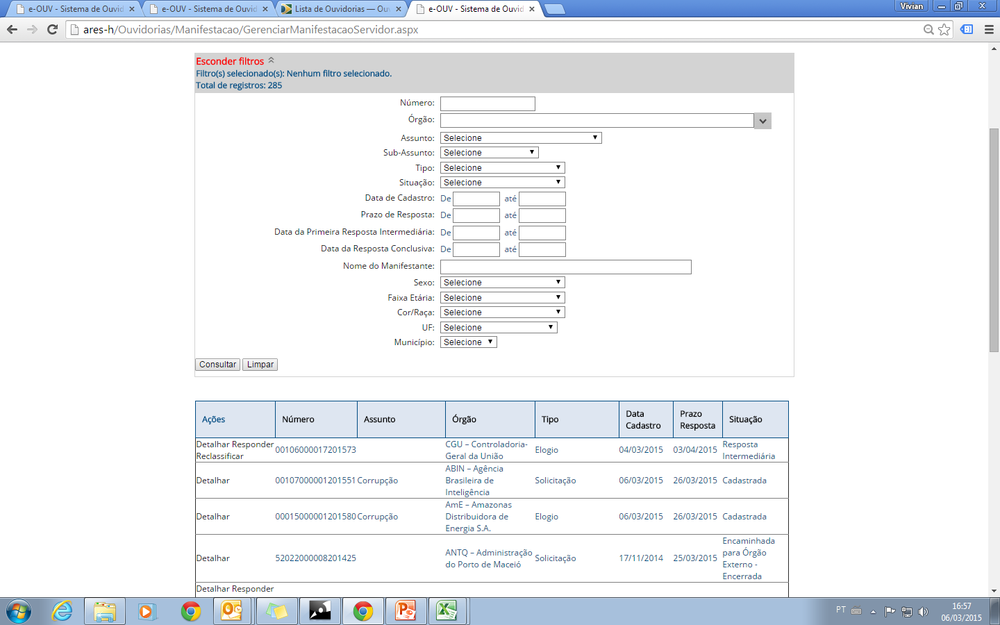 e-OUV - Sistema de Ouvid
e-OUV - Sistema de Ouvid
Lista de Ouvidorias — Ouv
e-OUV - Sistema de Ouvid
Vivian
ares-h/Ouvidorias/Manifestacao/GerenciarManifestacaoServidor.aspx
Esconder filtros
Filtro(s) selecionado(s): Nenhum filtro selecionado.
Total de registros: 285
Número:
Órgão:
Assunto: Selecione
Sub-Assunto: Selecione
Tipo: Selecione
Situação: Selecione
Data de Cadastro: De até
Prazo de Resposta: De até
Data da Primeira Resposta Intermediária: De até
Data da Resposta Conclusiva: De até
Nome do Manifestante:
Sexo: Selecione
Faixa Etária: Selecione
Cor/Raça: Selecione
UF: Selecione
Município: Selecione
Consultar Limpar
Ações Número Assunto Órgão Tipo Data Cadastro Prazo Resposta Situação
Detalhar Responder Reclassificar 00106000017201573 CGU – Controladoria-Geral da União Elogio 04/03/2015 03/04/2015 Resposta Intermediária
Detalhar 00107000001201551 Corrupção ABIN – Agência Brasileira de Inteligência Solicitação 06/03/2015 26/03/2015 Cadastrada
Detalhar 00015000001201580 Corrupção AmE – Amazonas Distribuidora de Energia S.A. Elogio 06/03/2015 26/03/2015 Cadastrada
Detalhar 52022000008201425 ANTQ – Administração do Porto de Maceió Solicitação 17/11/2014 25/03/2015 Encaminhada para Órgão Externo - Encerrada
Detalhar Responder
PT
16:57
06/03/2015